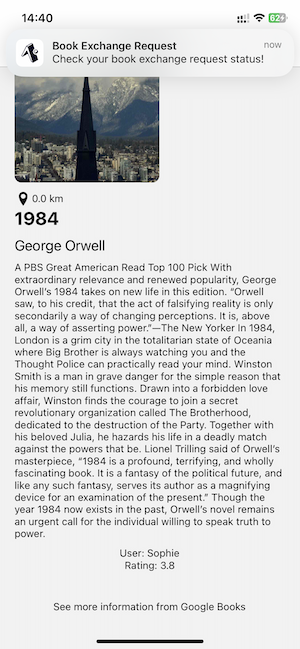 14:40
62
Book Exchange Request
now
Check your book exchange request status!
0.0 km
1984
George Orwell
A PBS Great American Read Top 100 Pick With
extraordinary relevance and renewed popularity, George
Orwell's 1984 takes on new life in this edition. “Orwell
saw, to his credit, that the act of falsifying reality is only
secondarily a way of changing perceptions. It is, above
all, a way of asserting power.”—The New Yorker In 1984,
London is a grim city in the totalitarian state of Oceania
where Big Brother is always watching you and the
Thought Police can practically read your mind. Winston
Smith is a man in grave danger for the simple reason that
his memory still functions. Drawn into a forbidden love
affair, Winston finds the courage to join a secret
revolutionary organization called The Brotherhood,
dedicated to the destruction of the Party. Together with
his beloved Julia, he hazards his life in a deadly match
against the powers that be. Lionel Trilling said of Orwell's
masterpiece, “1984 is a profound, terrifying, and wholly
fascinating book. It is a fantasy of the political future, and
like any such fantasy, serves its author as a magnifying
device for an examination of the present.” Though the
year 1984 now exists in the past, Orwell's novel remains
an urgent call for the individual willing to speak truth to
power.
User: Sophie
Rating: 3.8
See more information from Google Books